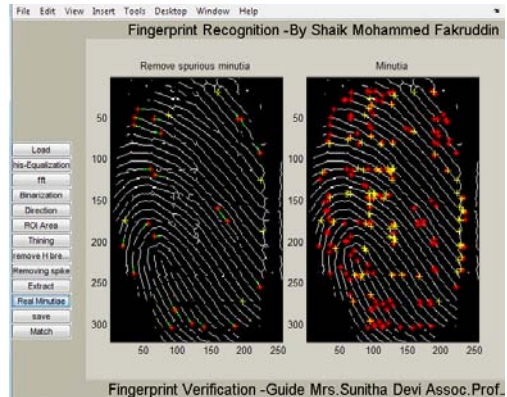 File Edit View Insert Tools Desktop Window Help
Fingerprint Recognition -By Shaik Mohammed Fakruddin
Remove spurious minutia
Minutia
50
100
150
200
250
300
50 100 150 200 250
50
100
150
200
250
300
50 100 150 200 250
Load
his-Equalization
fft
Binarization
Direction
ROI Area
Thining
remove H bre...
Removing spike
Extract
Real Minutiae
save
Match
Fingerprint Verification -Guide Mrs.Sunitha Devi Assoc.Prof.